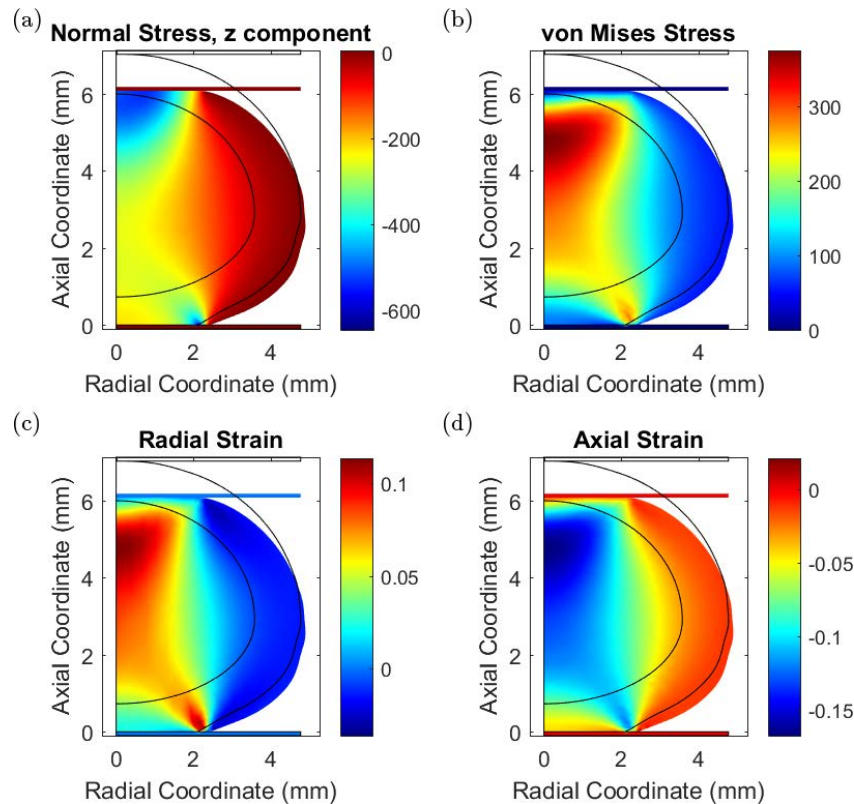 (a)
Normal Stress, z component
Axial Coordinate (mm)
6
4
2
0
0
2
4
Radial Coordinate (mm)
0
-200
-400
-600
(b)
von Mises Stress
Axial Coordinate (mm)
6
4
2
0
0
2
4
Radial Coordinate (mm)
300
200
100
0
(c)
Radial Strain
Axial Coordinate (mm)
6
4
2
0
0
2
4
Radial Coordinate (mm)
0.1
0.05
0
(d)
Axial Strain
Axial Coordinate (mm)
6
4
2
0
0
2
4
Radial Coordinate (mm)
0
-0.05
-0.1
-0.15